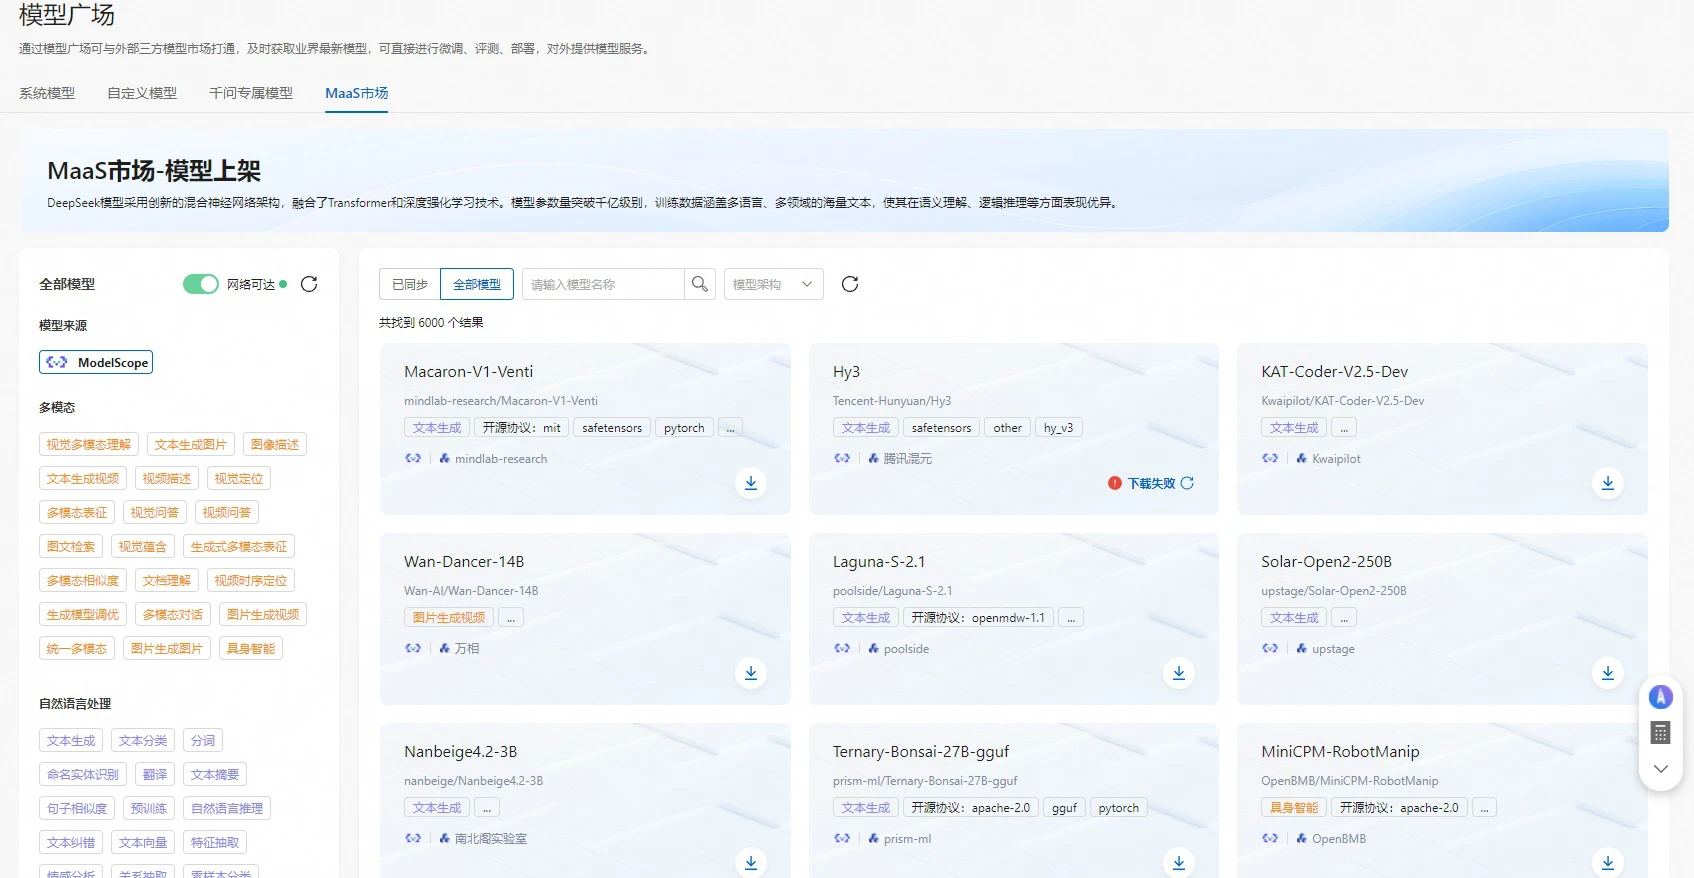 模型广场
通过模型广场可与外部三方模型市场打通，及时获取业界最新模型，可直接进行微调、评测、部署，对外提供模型服务。
系统模型 自定义模型 千问专属模型 MaaS市场
MaaS市场-模型上架
DeepSeek模型采用创新的混合神经网络架构，融合了Transformer和深度强化学习技术。模型参数量突破千亿级别，训练数据涵盖多语言、多领域的海量文本，使其在语义理解、逻辑推理等方面表现优异。
全部模型 网络可达
模型来源
ModelScope
多模态
视觉多模态理解 文本生成图片 图像描述
文本生成视频 视频描述 视觉定位
多模态表征 视觉问答 视频问答
图文检索 视觉蕴含 生成式多模态表征
多模态相似度 文档理解 视频时序定位
生成模型调优 多模态对话 图片生成视频
统一多模态 图片生成图片 具身智能
自然语言处理
文本生成 文本分类 分词
命名实体识别 翻译 文本摘要
句子相似度 预训练 自然语言推理
文本纠错 文本向量 特征抽取
情感分析 关系抽取 零样本分类
已同步 全部模型 请输入模型名称 模型架构
共找到 6000 个结果
Macaron-V1-Venti
mindlab-research/Macaron-V1-Venti
文本生成 开源协议：mit safetensors pytorch ...
mindlab-research
Hy3
Tencent-Hunyuan/Hy3
文本生成 safetensors other hy_v3
腾讯混元
下载失败
KAT-Coder-V2.5-Dev
Kwaipilot/KAT-Coder-V2.5-Dev
文本生成 ...
Kwaipilot
Wan-Dancer-14B
Wan-AI/Wan-Dancer-14B
图片生成视频 ...
万相
Laguna-S-2.1
poolside/Laguna-S-2.1
文本生成 开源协议：openmdw-1.1 ...
poolside
Solar-Open2-250B
upstage/Solar-Open2-250B
文本生成 ...
upstage
Nanbeige4.2-3B
nanbeige/Nanbeige4.2-3B
文本生成 ...
南北阁实验室
Ternary-Bonsai-27B-gguf
prism-ml/Ternary-Bonsai-27B-gguf
文本生成 开源协议：apache-2.0 gguf pytorch
prism-ml
MiniCPM-RobotManip
OpenBMB/MiniCPM-RobotManip
具身智能 开源协议：apache-2.0 ...
OpenBMB